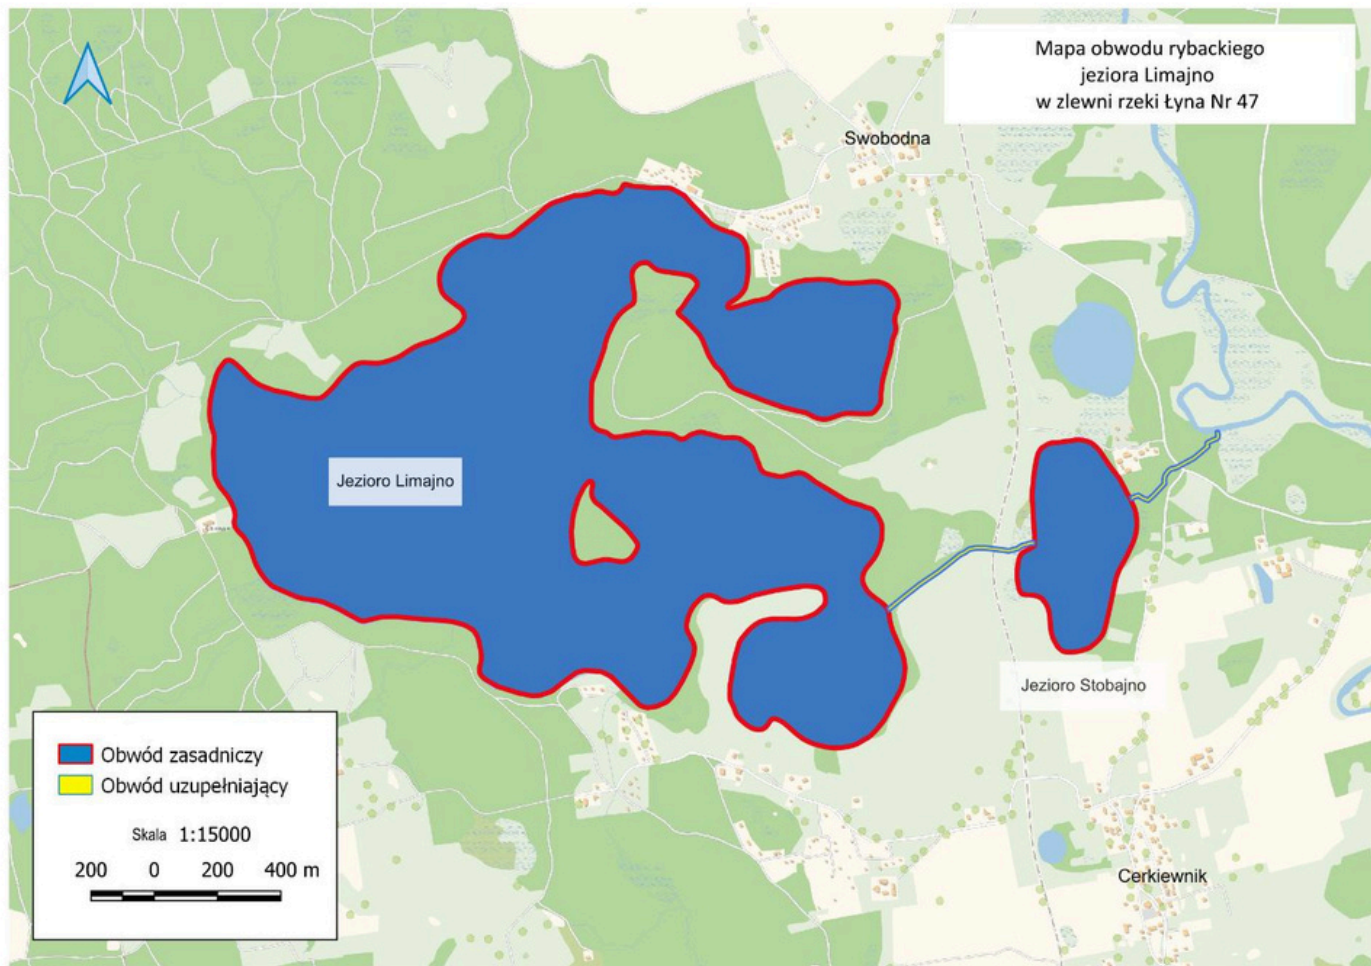 Mapa obwodu rybackiego
jeziora Limajno
w zlewni rzeki Łyna Nr 47
Swobodna
Jezioro Limajno
Jezioro Stobajno
Obwód zasadniczy
Obwód uzupełniający
Skala 1:15000
200 0 200 400 m
Cerkiewnik